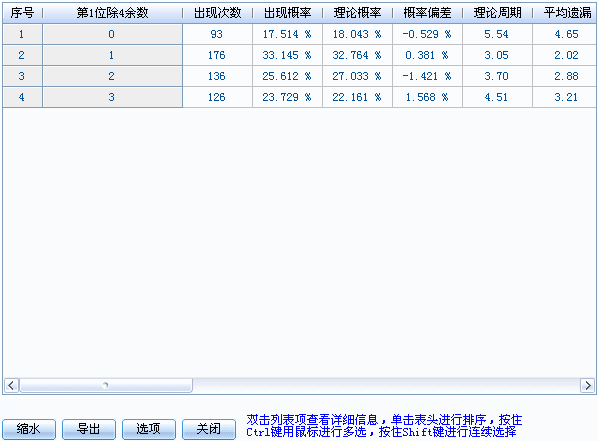 序号 第1位除4余数 出现次数 出现概率 理论概率 概率偏差 理论周期 平均遗漏
1 0 93 17.514 % 18.043 % -0.529 % 5.54 4.65
2 1 176 33.145 % 32.764 % 0.381 % 3.05 2.02
3 2 136 25.612 % 27.033 % -1.421 % 3.70 2.88
4 3 126 23.729 % 22.161 % 1.568 % 4.51 3.21
缩水 导出 选项 关闭 双击列表项查看详细信息，单击表头进行排序，按住
Ctrl键用鼠标进行多选，按住Shift键进行连续选择